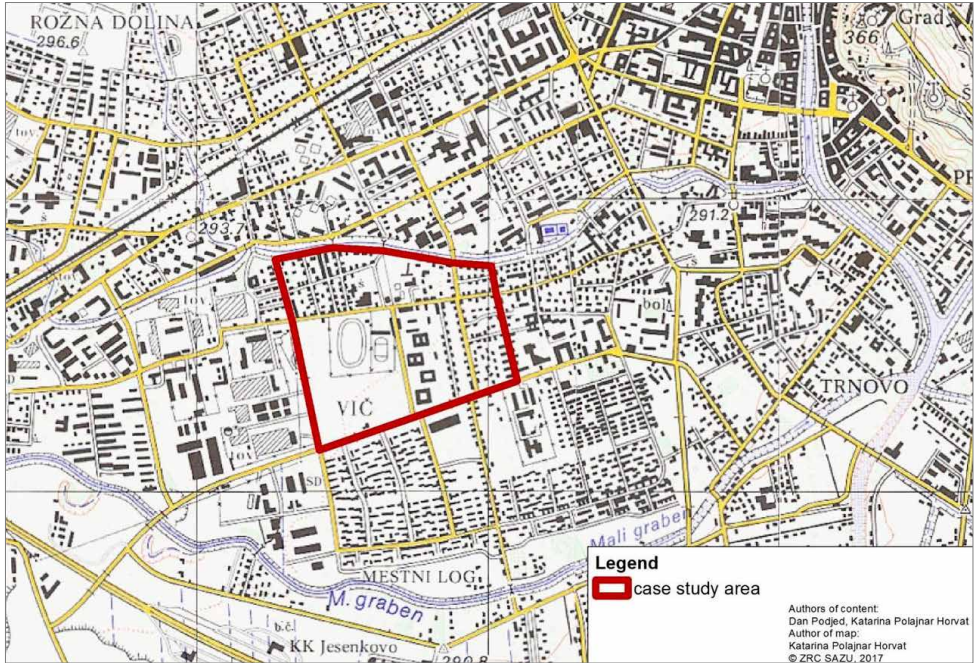 ROŽNA DOLINA
296.6
Grad
366
tov.
š
PR
291.2
293.7
š
tov.
š
tov.
bol.
TRNOVO
VIČ
tov.
SD
Mali graben
MESTNI LOG
M. graben
b.č.
KK Jesenkovo
290.8
Legend
case study area
Authors of content:
Dan Podjed, Katarina Polajnar Horvat
Author of map:
Katarina Polajnar Horvat
© ZRC SAZU, 2017